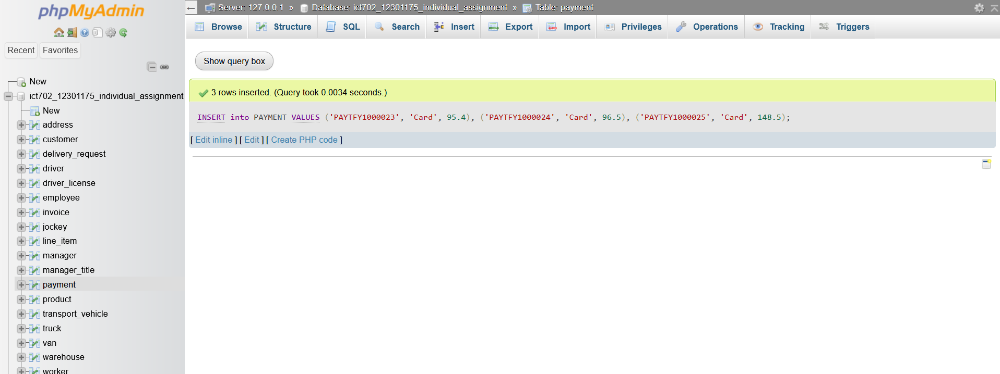 phpMyAdmin
Recent Favorites
New
ict702_12301175_individual_assignment
New
address
customer
delivery_request
driver
driver_license
employee
invoice
jockey
line_item
manager
manager_title
payment
product
transport_vehicle
truck
van
warehouse
worker
Server: 127.0.0.1 » Database: ict702_12301175_individual_assignment » Table: payment
Browse Structure SQL Search Insert Export Import Privileges Operations Tracking Triggers
Show query box
3 rows inserted. (Query took 0.0034 seconds.)
INSERT into PAYMENT VALUES ('PAYTFY1000023', 'Card', 95.4), ('PAYTFY1000024', 'Card', 96.5), ('PAYTFY1000025', 'Card', 148.5);
[ Edit inline ] [ Edit ] [ Create PHP code ]